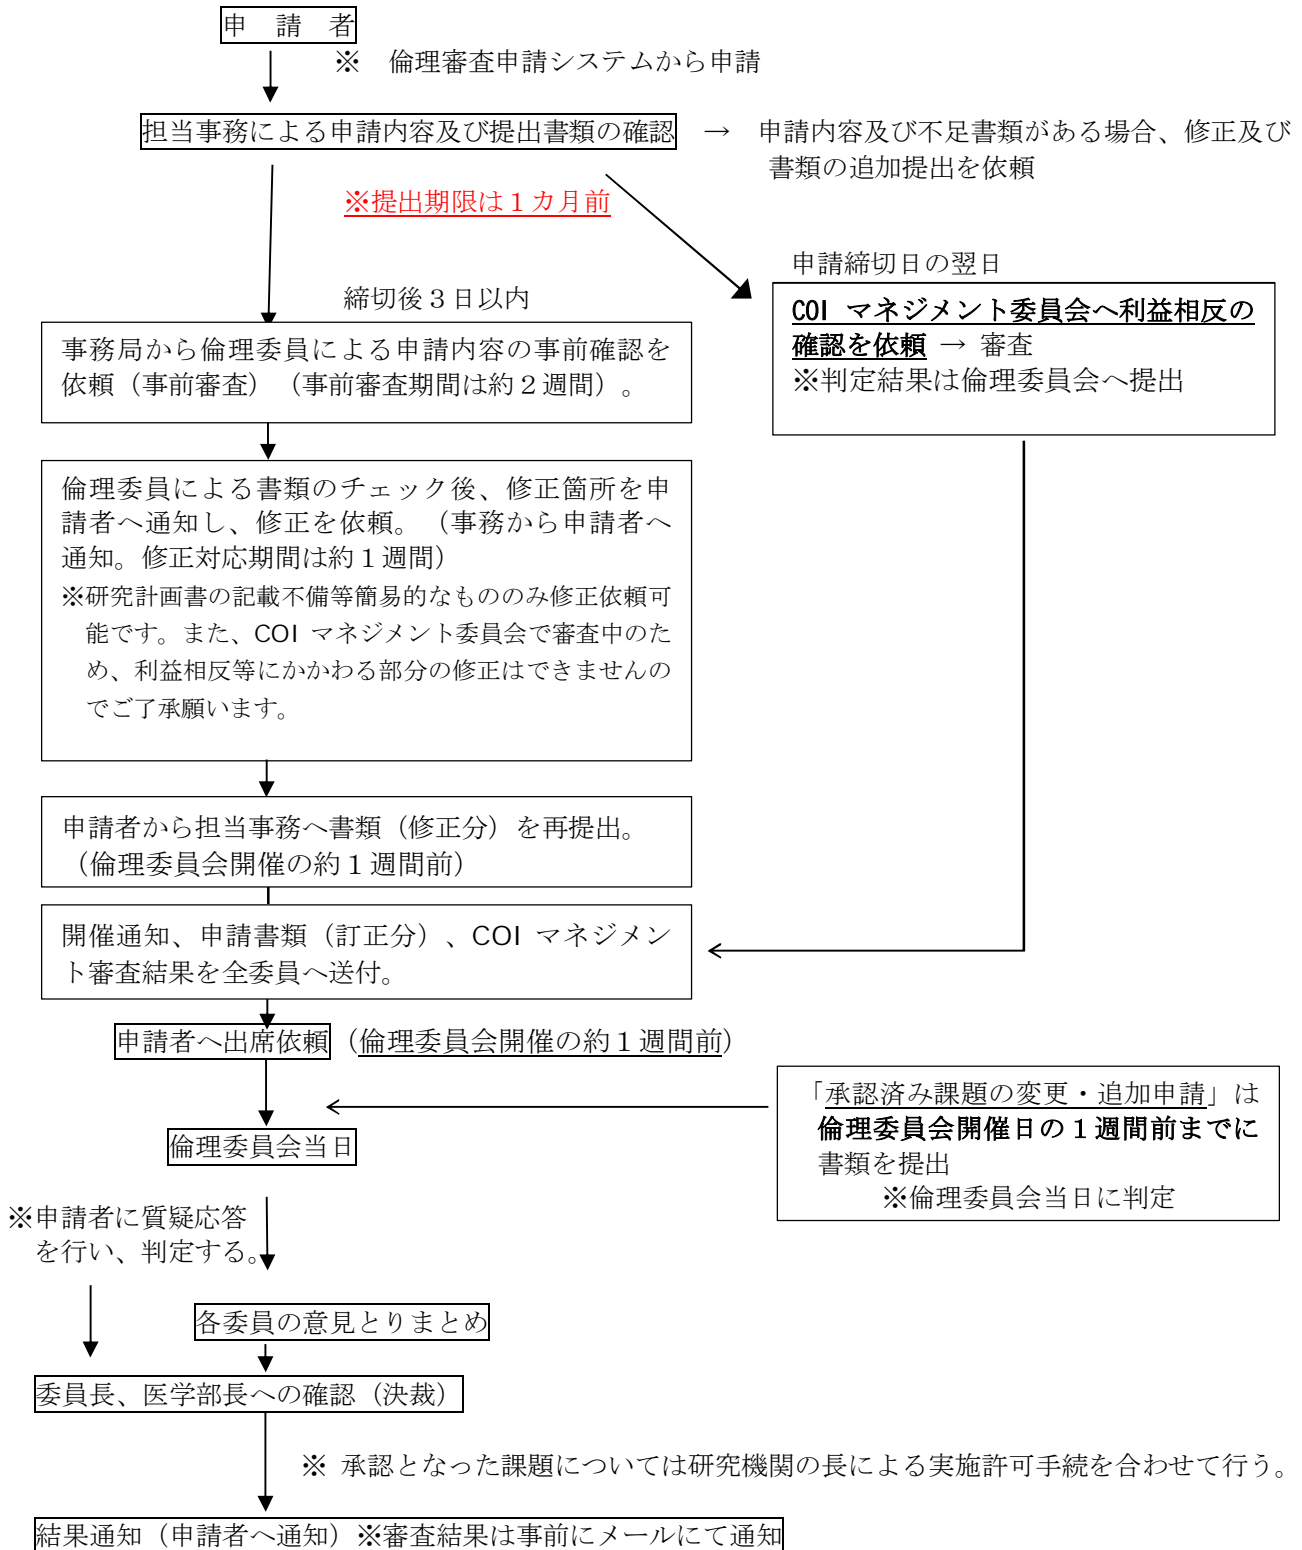 申　請　者
※　倫理審査申請システムから申請
担当事務による申請内容及び提出書類の確認　→　申請内容及び不足書類がある場合、修正及び
書類の追加提出を依頼
※提出期限は１カ月前
申請締切日の翌日
締切後３日以内
COI マネジメント委員会へ利益相反の
確認を依頼 → 審査
※判定結果は倫理委員会へ提出
事務局から倫理委員による申請内容の事前確認を
依頼（事前審査）（事前審査期間は約２週間）。
倫理委員による書類のチェック後、修正箇所を申
請者へ通知し、修正を依頼。（事務から申請者へ
通知。修正対応期間は約１週間）
※研究計画書の記載不備等簡易的なもののみ修正依頼可
能です。また、COI マネジメント委員会で審査中のた
め、利益相反等にかかわる部分の修正はできませんの
でご了承願います。
申請者から担当事務へ書類（修正分）を再提出。
（倫理委員会開催の約１週間前）
開催通知、申請書類（訂正分）、COI マネジメン
ト審査結果を全委員へ送付。
申請者へ出席依頼（倫理委員会開催の約１週間前）
「承認済み課題の変更・追加申請」は
倫理委員会開催日の１週間前までに
書類を提出
※倫理委員会当日に判定
倫理委員会当日
※申請者に質疑応答
を行い、判定する。
各委員の意見とりまとめ
委員長、医学部長への確認（決裁）
※ 承認となった課題については研究機関の長による実施許可手続を合わせて行う。
結果通知（申請者へ通知）※審査結果は事前にメールにて通知